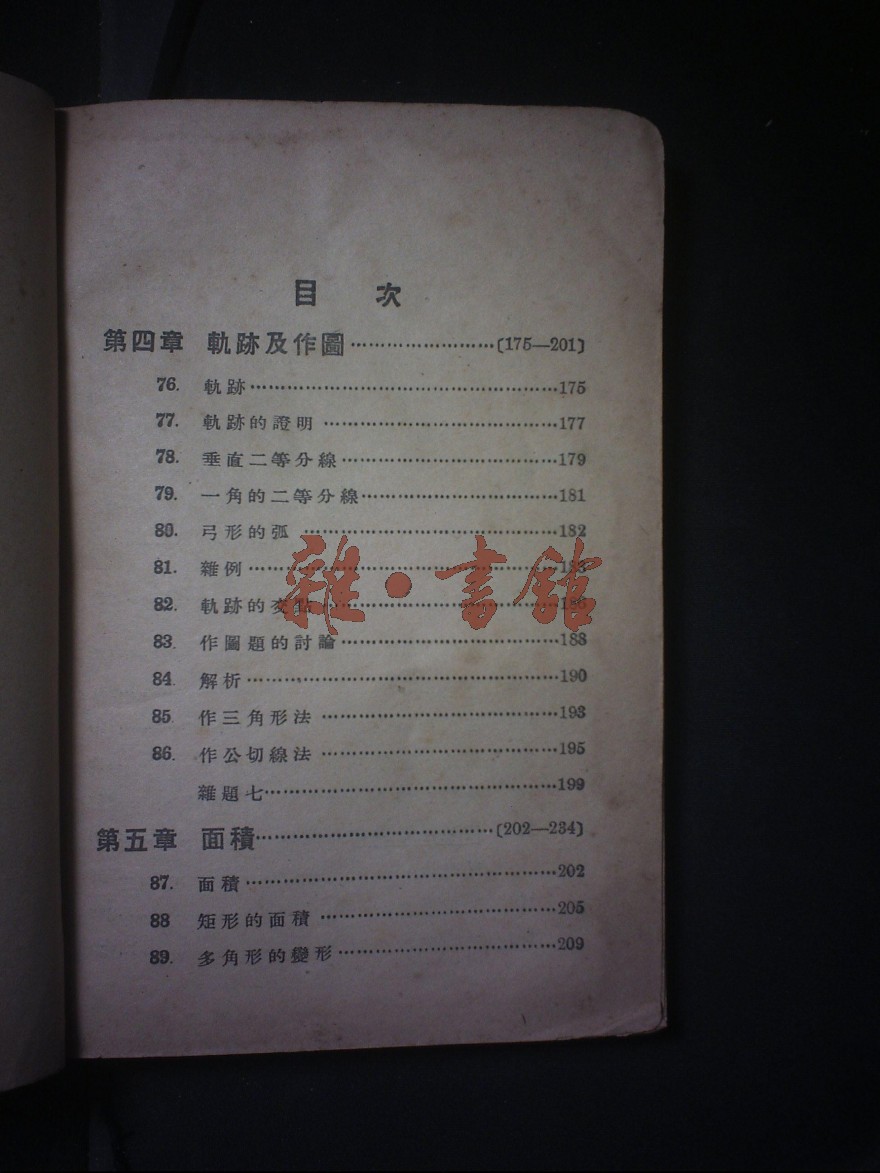 目 次
第四章 軌跡及作圖……………………〔175—201〕
76. 軌跡……………………………………175
77. 軌跡的證明……………………………177
78. 垂直二等分線…………………………179
79. 一角的二等分線………………………181
80. 弓形的弧………………………………182
81. 雜例……………………………………183
82. 軌跡的交點……………………………186
83. 作圖題的討論…………………………188
84. 解析……………………………………190
85 作三角形法……………………………193
86. 作公切線法……………………………195
雜題七……………………………………199
第五章 面積………………………………〔202—234〕
87. 面積……………………………………202
88 矩形的面積……………………………205
89. 多角形的變形…………………………209
雜·書館